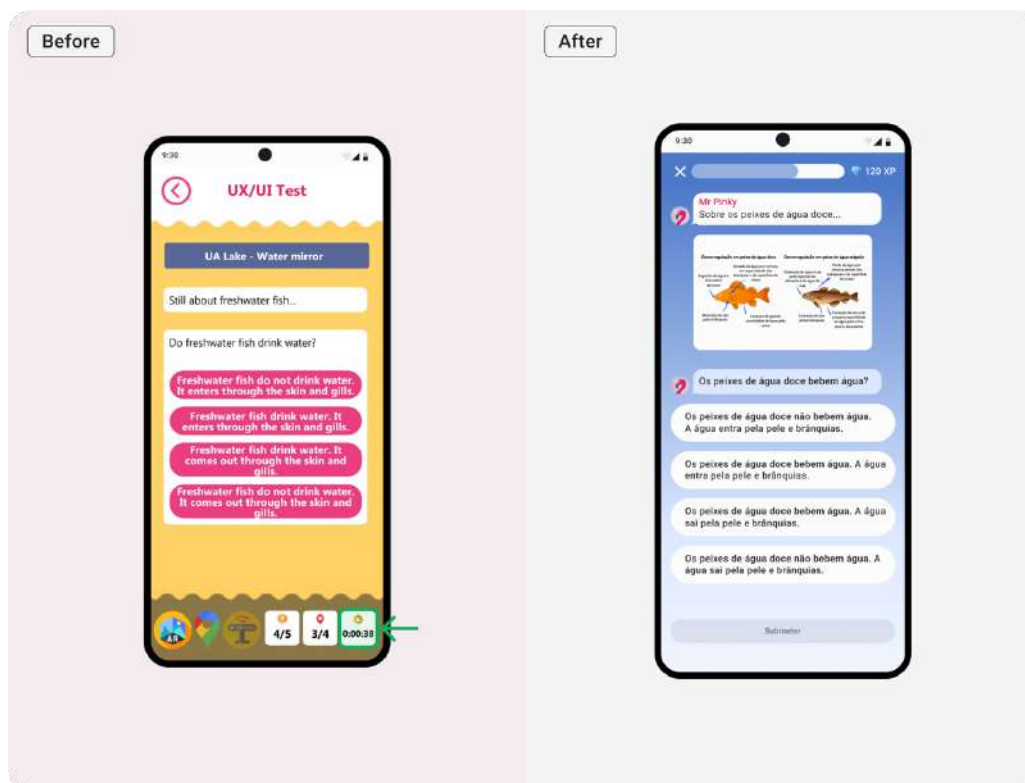 Before
After
9:30
UX/UI Test
UA Lake - Water mirror
Still about freshwater fish...
Do freshwater fish drink water?
Freshwater fish do not drink water.
It enters through the skin and gills.
Freshwater fish drink water. It
enters through the skin and gills.
Freshwater fish drink water. It
comes out through the skin and
gills.
Freshwater fish do not drink water.
It comes out through the skin and
gills.
AR
4/5
3/4
0:00:38
9:30
120 XP
Mr Pinky
Sobre os peixes de água doce...
Os peixes de água doce bebem água?
Os peixes de água doce não bebem água.
A água entra pela pele e brânquias.
Os peixes de água doce bebem água. A água
entra pela pele e brânquias.
Os peixes de água doce bebem água. A água
sai pela pele e brânquias.
Os peixes de água doce não bebem água. A
água sai pela pele e brânquias.
Submeter